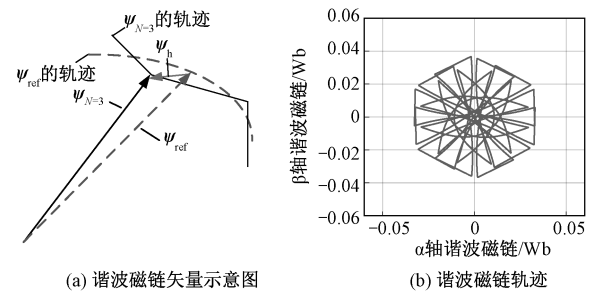 ψN=3的轨迹
ψh
ψref的轨迹
ψN=3
ψref
(a) 谐波磁链矢量示意图
β轴谐波磁链/Wb
0.06
0.04
0.02
0
−0.02
−0.04
−0.06
−0.05
0
0.05
α轴谐波磁链/Wb
(b) 谐波磁链轨迹